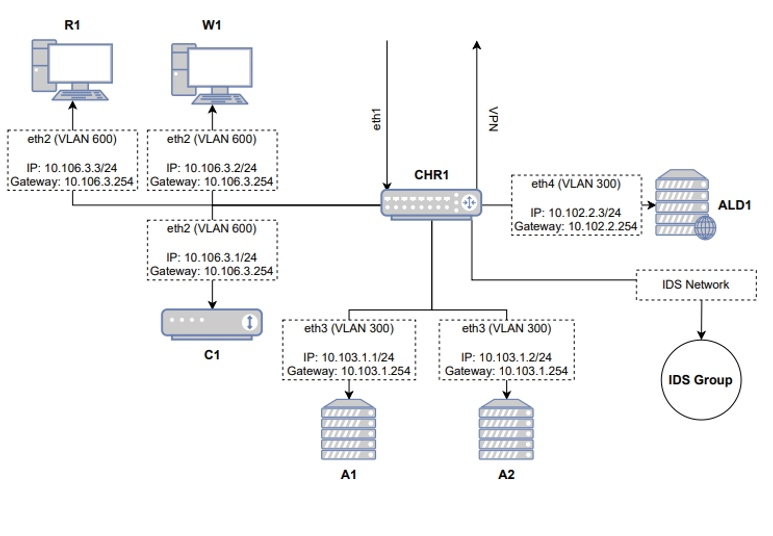 R1
W1
eth2 (VLAN 600)
IP: 10.106.3.3/24
Gateway: 10.106.3.254
eth2 (VLAN 600)
IP: 10.106.3.2/24
Gateway: 10.106.3.254
eth1
VPN
CHR1
eth4 (VLAN 300)
IP: 10.102.2.3/24
Gateway: 10.102.2.254
ALD1
eth2 (VLAN 600)
IP: 10.106.3.1/24
Gateway: 10.106.3.254
C1
IDS Network
IDS Group
eth3 (VLAN 300)
IP: 10.103.1.1/24
Gateway: 10.103.1.254
eth3 (VLAN 300)
IP: 10.103.1.2/24
Gateway: 10.103.1.254
A1
A2